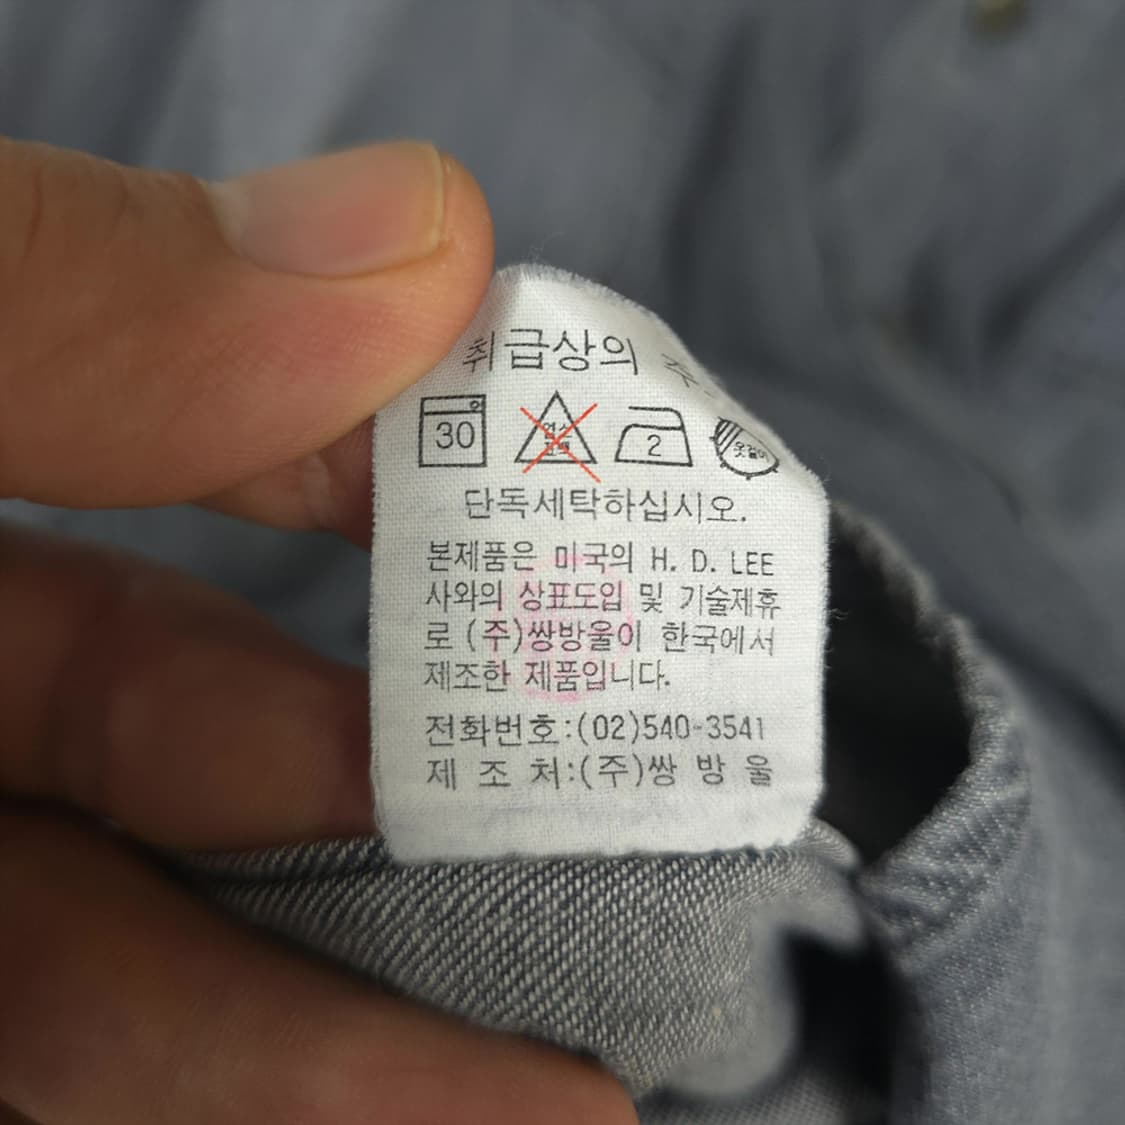 취급상의
30 2 옷걸이
단독세탁하십시오.
본제품은 미국의 H. D. LEE
사와의 상표도입 및 기술제휴
로 (주)쌍방울이 한국에서
제조한 제품입니다.
전화번호:(02)540-3541
제 조 처:(주)쌍 방 울